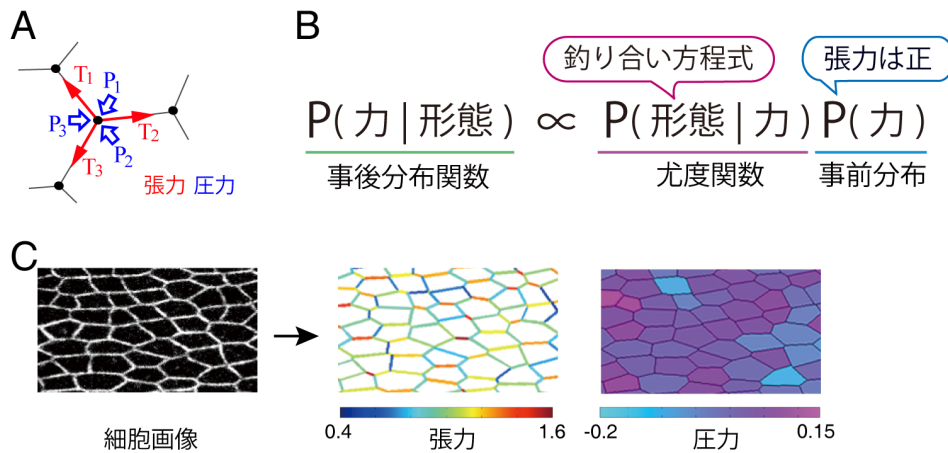 A
T1
P1
P3
T2
P2
T3
張力 圧力
B
釣り合い方程式
張力は正
P( 力 | 形態 ) ∝ P( 形態 | 力 ) P( 力 )
事後分布関数
尤度関数
事前分布
C
細胞画像
0.4
張力
1.6
-0.2
圧力
0.15